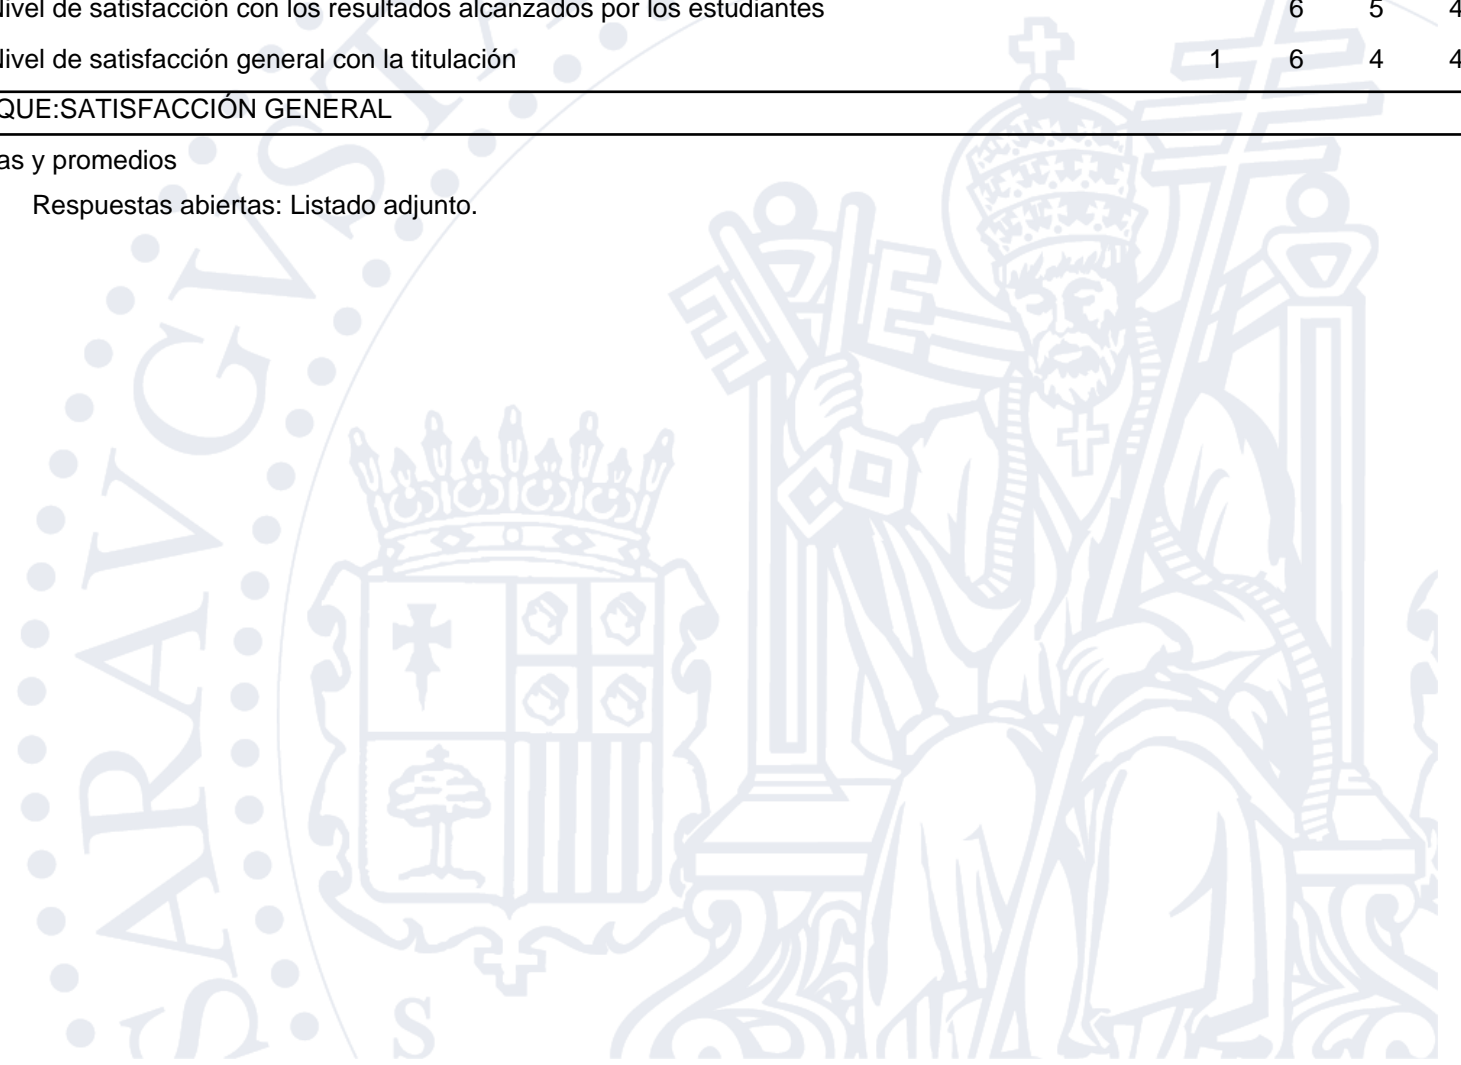 Nivel de satisfacción con los resultados alcanzados por los estudiantes 6 5 4
Nivel de satisfacción general con la titulación 1 6 4 4
QUE:SATISFACCIÓN GENERAL
as y promedios
Respuestas abiertas: Listado adjunto.
SARAVGVSTA
S